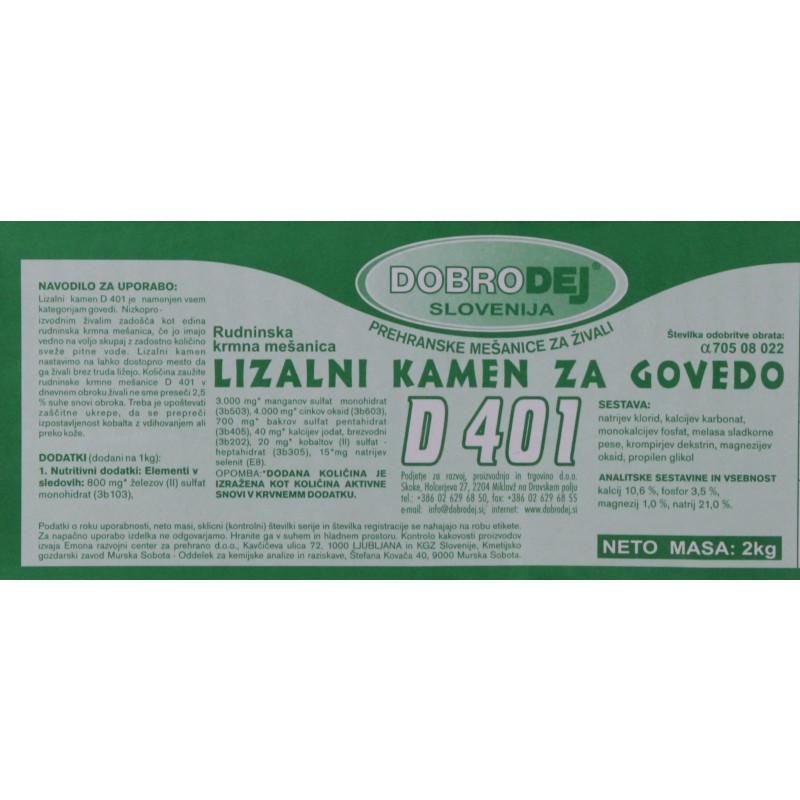 DOBRODEJ®
SLOVENIJA
PREHRANSKE MEŠANICE ZA ŽIVALI
NAVODILO ZA UPORABO:
Lizalni kamen D 401 je namenjen vsem
kategorijam govedi. Nizkopro-
izvodnim živalim zadošča kot edina
rudninska krmna mešanica, če jo imajo
vedno na voljo skupaj z zadostno količino
sveže pitne vode. Lizalni kamen
nastavimo na lahko dostopno mesto da
ga živali brez truda ližejo. Količina zaužite
rudninske krmne mešanice D 401 v
dnevnem obroku živali ne sme preseči 2,5
% suhe snovi obroka. Treba je upoštevati
zaščitne ukrepe, da se prepreči
izpostavljenost kobalta z vdihovanjem ali
preko kože.
DODATKI (dodani na 1kg):
1. Nutritivni dodatki: Elementi v
sledovih: 800 mg* železov (II) sulfat
monohidrat (3b103),
Rudninska
krmna mešanica
Številka odobritve obrata:
α705 08 022
LIZALNI KAMEN ZA GOVEDO
D 401
3.000 mg* manganov sulfat monohidrat
(3b503), 4.000 mg* cinkov oksid (3b603),
700 mg* bakrov sulfat pentahidrat
(3b405), 40 mg* kalcijev jodat, brezvodni
(3b202), 20 mg* kobaltov (II) sulfat -
heptahidrat (3b305), 15*mg natrijev
selenit (E8).
OPOMBA:*DODANA KOLIČINA JE
IZRAŽENA KOT KOLIČINA AKTIVNE
SNOVI V KRVNEMM DODATKU.
Podjetje za razvoj, proizvodnjo in trgovino d.o.o.
Skoke, Holcerjeva 27, 2204 Miklavž na Dravskem polju
tel.: +386 02 629 68 50, fax: +386 02 629 68 55
e-mail: info@dobrodej.si; internet: www.dobrodej.si
SESTAVA:
natrijev klorid, kalcijev karbonat,
monokalcijev fosfat, melasa sladkorne
pese, krompirjev dekstrin, magnezijev
oksid, propilen glikol
ANALITSKE SESTAVINE IN VSEBNOST
kalcij 10,6 %, fosfor 3,5 %,
magnezij 1,0 %, natrij 21,0 %.
NETO MASA: 2kg
Podatki o roku uporabnosti, neto masi, sklicni (kontrolni) številki serije in številka registracije se nahajajo na robu etikete.
Za napačno uporabo izdelka ne odgovarjamo. Hranite ga v suhem in hladnem prostoru. Kontrolo kakovosti proizvodov
izvaja Emona razvojni center za prehrano d.o.o., Kavčičeva ulica 72, 1000 LJUBLJANA in KGZ Slovenije, Kmetijsko
gozdarski zavod Murska Sobota - Oddelek za kemijske analize in raziskave, Štefana Kovača 40, 9000 Murska Sobota.